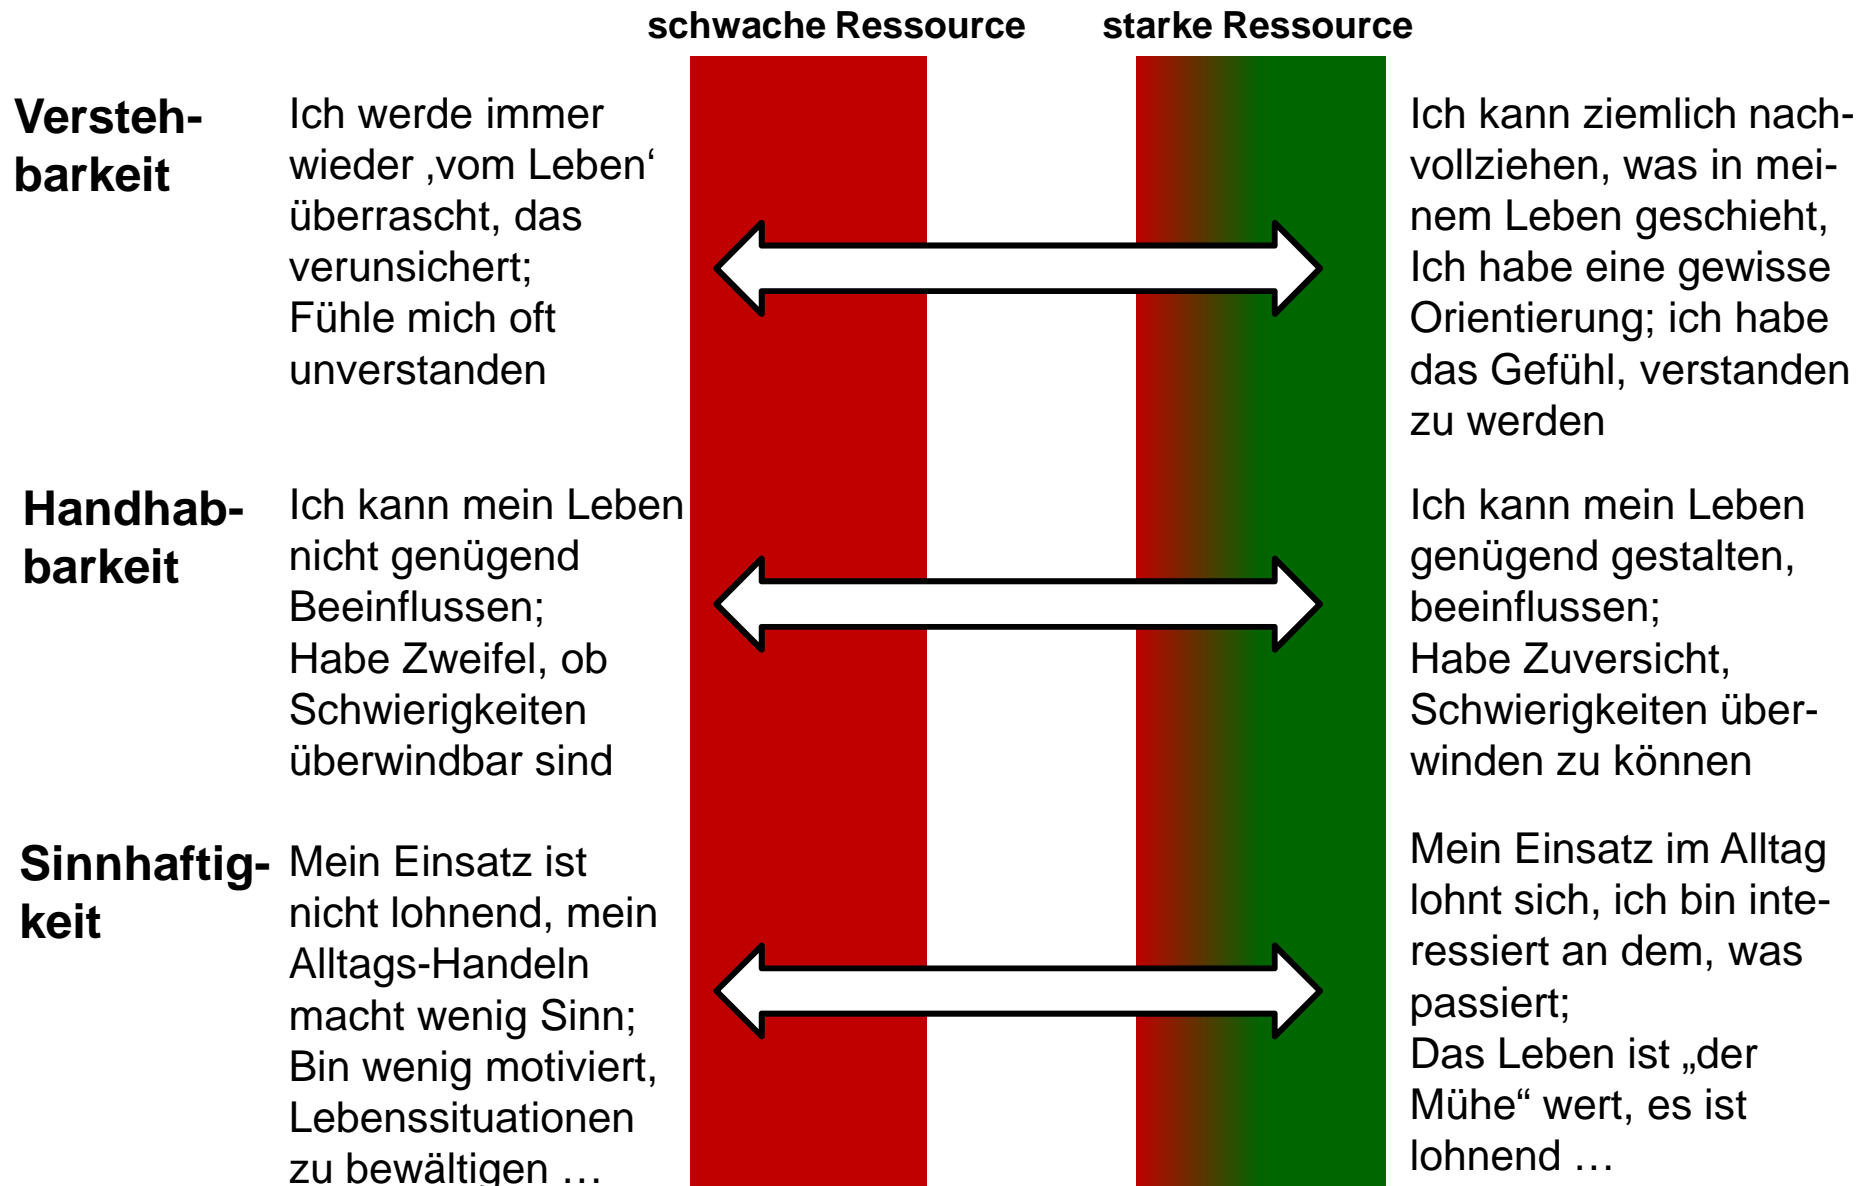 schwache Ressource
starke Ressource
Versteh-
barkeit
Ich werde immer
wieder ‚vom Leben‘
überrascht, das
verunsichert;
Fühle mich oft
unverstanden
Ich kann ziemlich nach-
vollziehen, was in mei-
nem Leben geschieht,
Ich habe eine gewisse
Orientierung; ich habe
das Gefühl, verstanden
zu werden
Handhab-
barkeit
Ich kann mein Leben
nicht genügend
Beeinflussen;
Habe Zweifel, ob
Schwierigkeiten
überwindbar sind
Ich kann mein Leben
genügend gestalten,
beeinflussen;
Habe Zuversicht,
Schwierigkeiten über-
winden zu können
Sinnhaftig-
keit
Mein Einsatz ist
nicht lohnend, mein
Alltags-Handeln
macht wenig Sinn;
Bin wenig motiviert,
Lebenssituationen
zu bewältigen …
Mein Einsatz im Alltag
lohnt sich, ich bin inte-
ressiert an dem, was
passiert;
Das Leben ist „der
Mühe“ wert, es ist
lohnend …